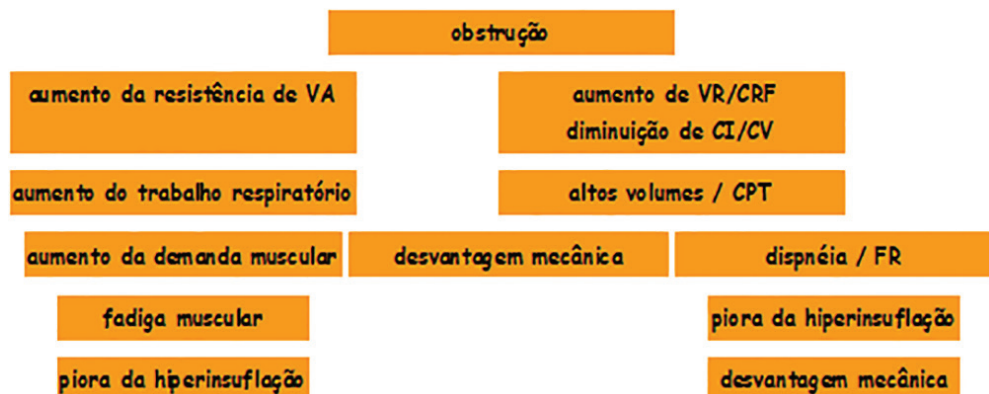 obstrução
aumento da resistência de VA
aumento de VR/CRF
diminuição de CI/CV
aumento do trabalho respiratório
altos volumes / CPT
aumento da demanda muscular
desvantagem mecânica
dispnéia / FR
fadiga muscular
piora da hiperinsuflação
piora da hiperinsuflação
desvantagem mecânica